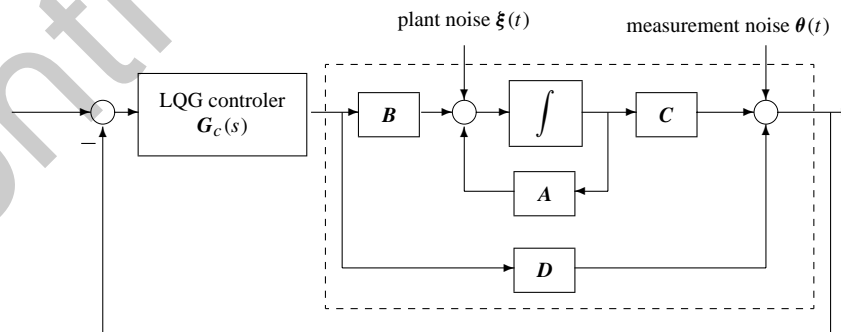 plant noise ξ(t)
measurement noise θ(t)
LQG controler
G_c(s)
B
∫
C
−
A
D